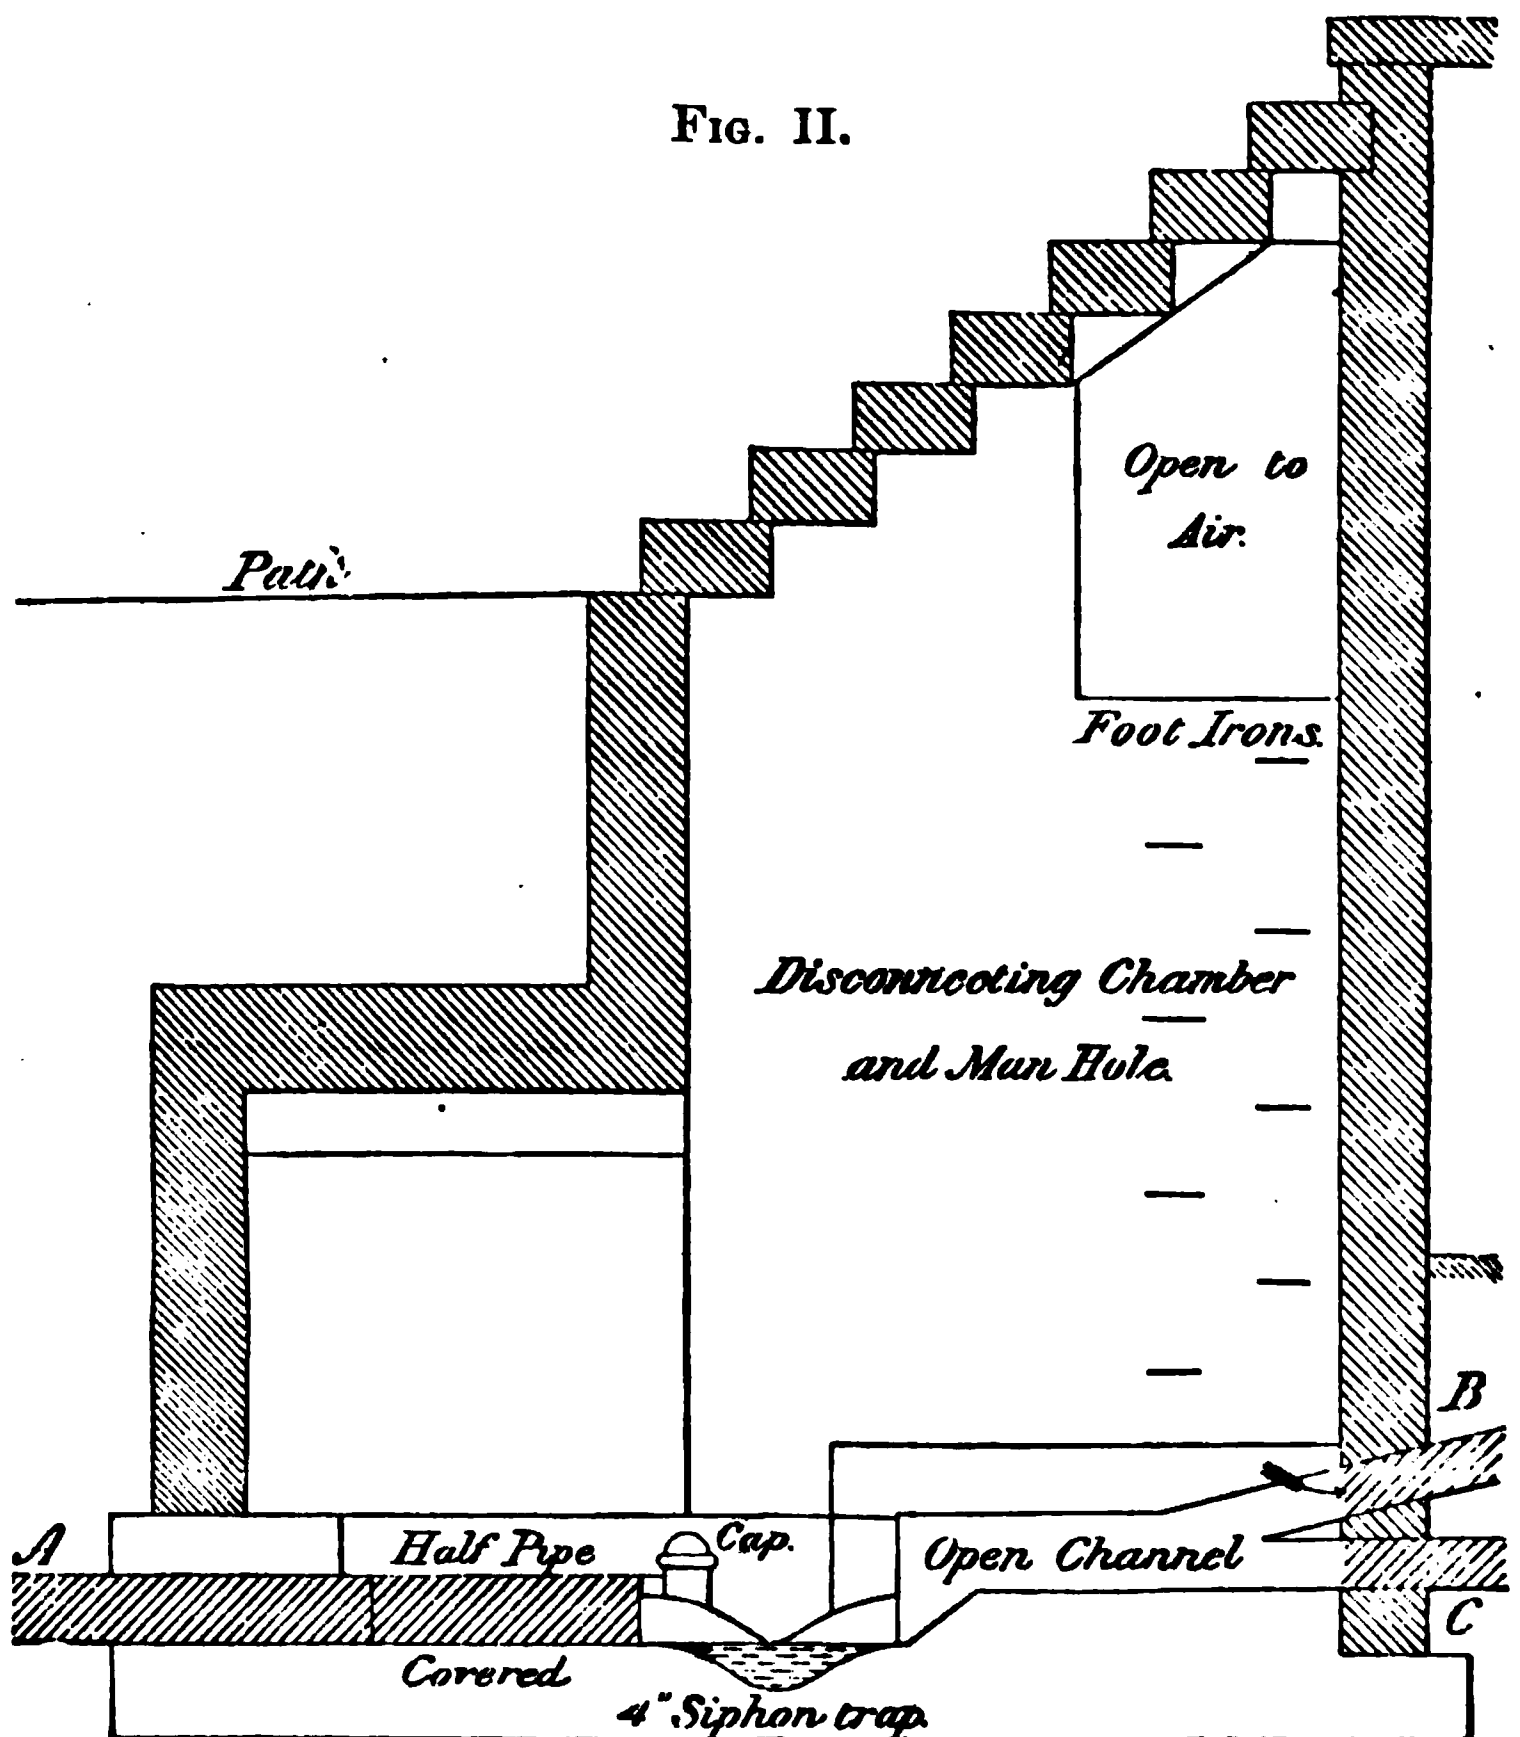 FIG. II.
Path
Open to
Air.
Foot Irons.
Disconnecting Chamber
and Man Hole.
B
A
Half Pipe
Cap.
Open Channel
C
Covered
4" Siphon trap.